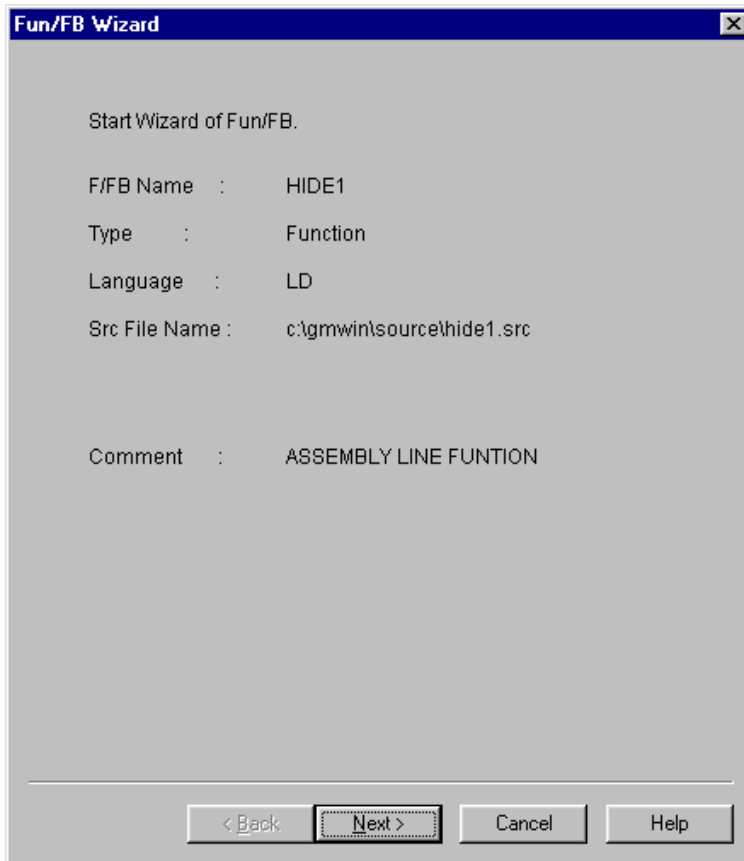 Fun/FB Wizard
Start Wizard of Fun/FB.
F/FB Name : HIDE1
Type : Function
Language : LD
Src File Name : c:\gmwin\source\hide1.src
Comment : ASSEMBLY LINE FUNTION
< Back Next > Cancel Help